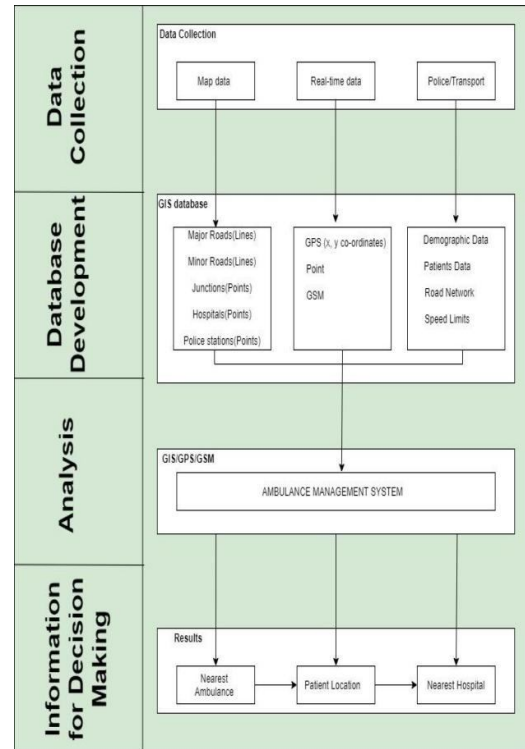 Data
Collection
Data Collection
Map data
Real-time data
Police/Transport
Database
Development
GIS database
Major Roads(Lines)
Minor Roads(Lines)
Junctions(Points)
Hospitals(Points)
Police stations(Points)
GPS (x, y co-ordinates)
Point
GSM
Demographic Data
Patients Data
Road Network
Speed Limits
Analysis
GIS/GPS/GSM
AMBULANCE MANAGEMENT SYSTEM
Information
for Decision
Making
Results
Nearest
Ambulance
Patient Location
Nearest Hospital